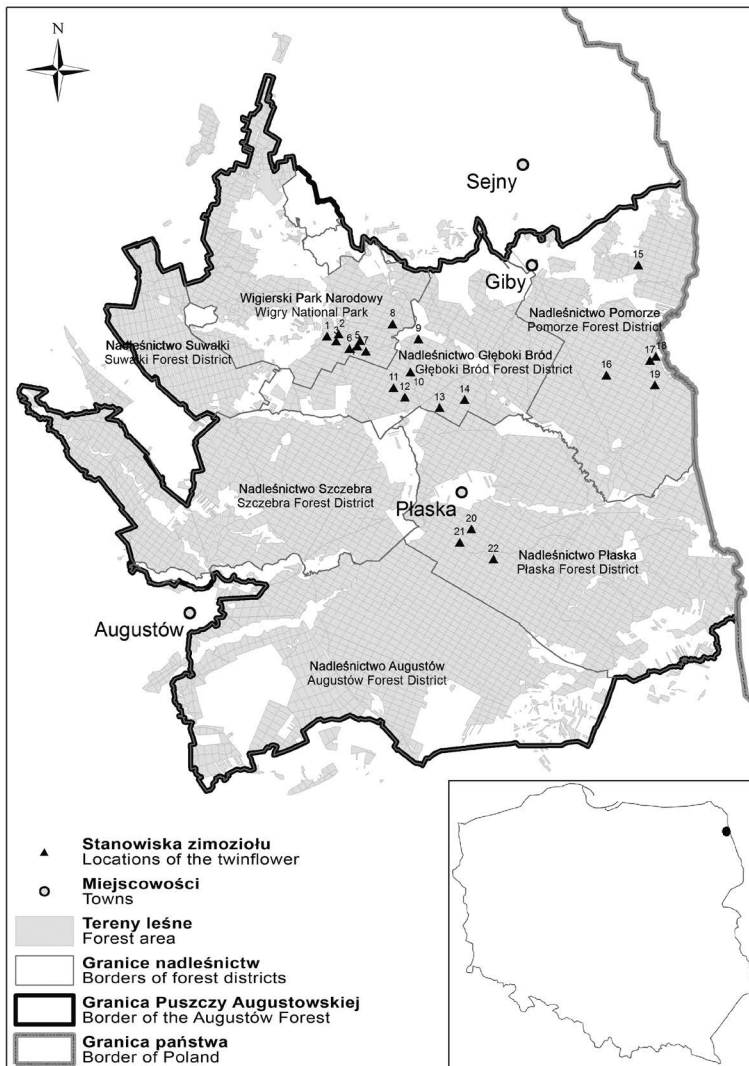 N
Sejny
Giby
15
Wigierski Park Narodowy
Wigry National Park
Nadleśnictwo Pomorze
Pomorze Forest District
8
1
2
3
9
Nadleśnictwo Suwałki
Suwałki Forest District
6
5
7
4
Nadleśnictwo Głęboki Bród
Głęboki Bród Forest District
17
18
16
19
11
10
12
13
14
Nadleśnictwo Szczebra
Szczebra Forest District
Płaska
20
21
22
Nadleśnictwo Płaska
Płaska Forest District
Augustów
Nadleśnictwo Augustów
Augustów Forest District
Stanowiska zimoziołu
Locations of the twinflower
Miejscowości
Towns
Tereny leśne
Forest area
Granice nadleśnictw
Borders of forest districts
Granica Puszczy Augustowskiej
Border of the Augustów Forest
Granica państwa
Border of Poland